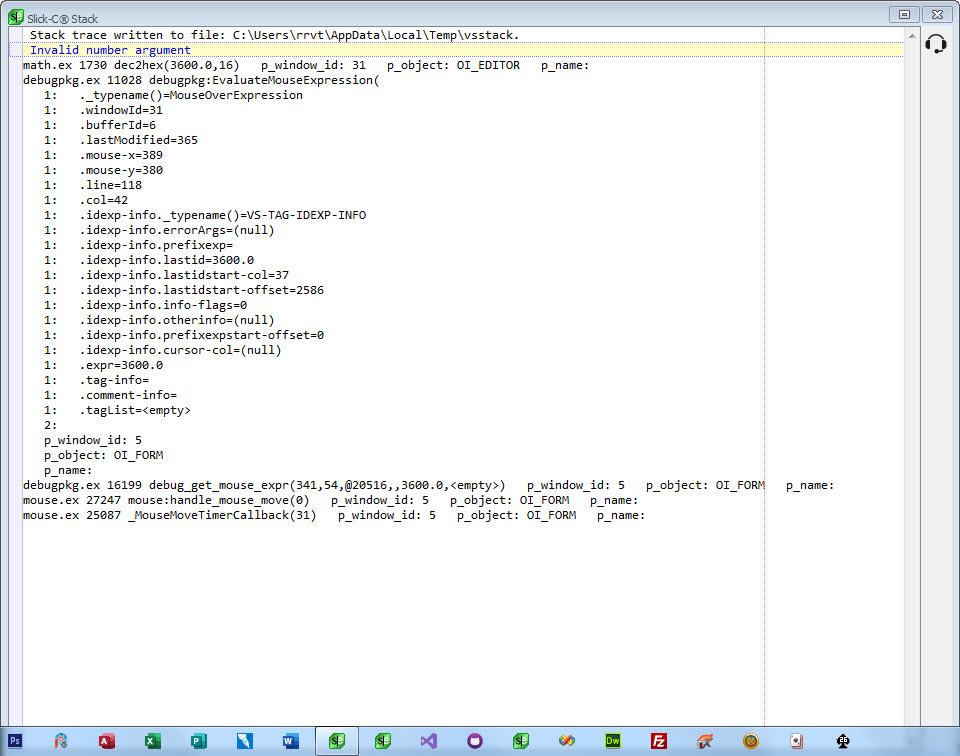 Slick-C® Stack
Stack trace written to file: C:\Users\rrvt\AppData\Local\Temp\vsstack.
Invalid number argument
math.ex 1730 dec2hex(3600.0,16)   p_window_id: 31   p_object: OI_EDITOR   p_name:
debugpkg.ex 11028 debugpkg:EvaluateMouseExpression(
1:   ._typename()=MouseOverExpression
1:   .windowId=31
1:   .bufferId=6
1:   .lastModified=365
1:   .mouse-x=389
1:   .mouse-y=380
1:   .line=118
1:   .col=42
1:   .idexp-info._typename()=VS-TAG-IDEXP-INFO
1:   .idexp-info.errorArgs=(null)
1:   .idexp-info.prefixexp=
1:   .idexp-info.lastid=3600.0
1:   .idexp-info.lastidstart-col=37
1:   .idexp-info.lastidstart-offset=2586
1:   .idexp-info.info-flags=0
1:   .idexp-info.otherinfo=(null)
1:   .idexp-info.prefixexpstart-offset=0
1:   .idexp-info.cursor-col=(null)
1:   .expr=3600.0
1:   .tag-info=
1:   .comment-info=
1:   .tagList=<empty>
2:
p_window_id: 5
p_object: OI_FORM
p_name:
debugpkg.ex 16199 debug_get_mouse_expr(341,54,@20516,,3600.0,<empty>)   p_window_id: 5   p_object: OI_FORM   p_name:
mouse.ex 27247 mouse:handle_mouse_move(0)   p_window_id: 5   p_object: OI_FORM   p_name:
mouse.ex 25087 _MouseMoveTimerCallback(31)   p_window_id: 5   p_object: OI_FORM   p_name:
Ps A X P W Dw Fz